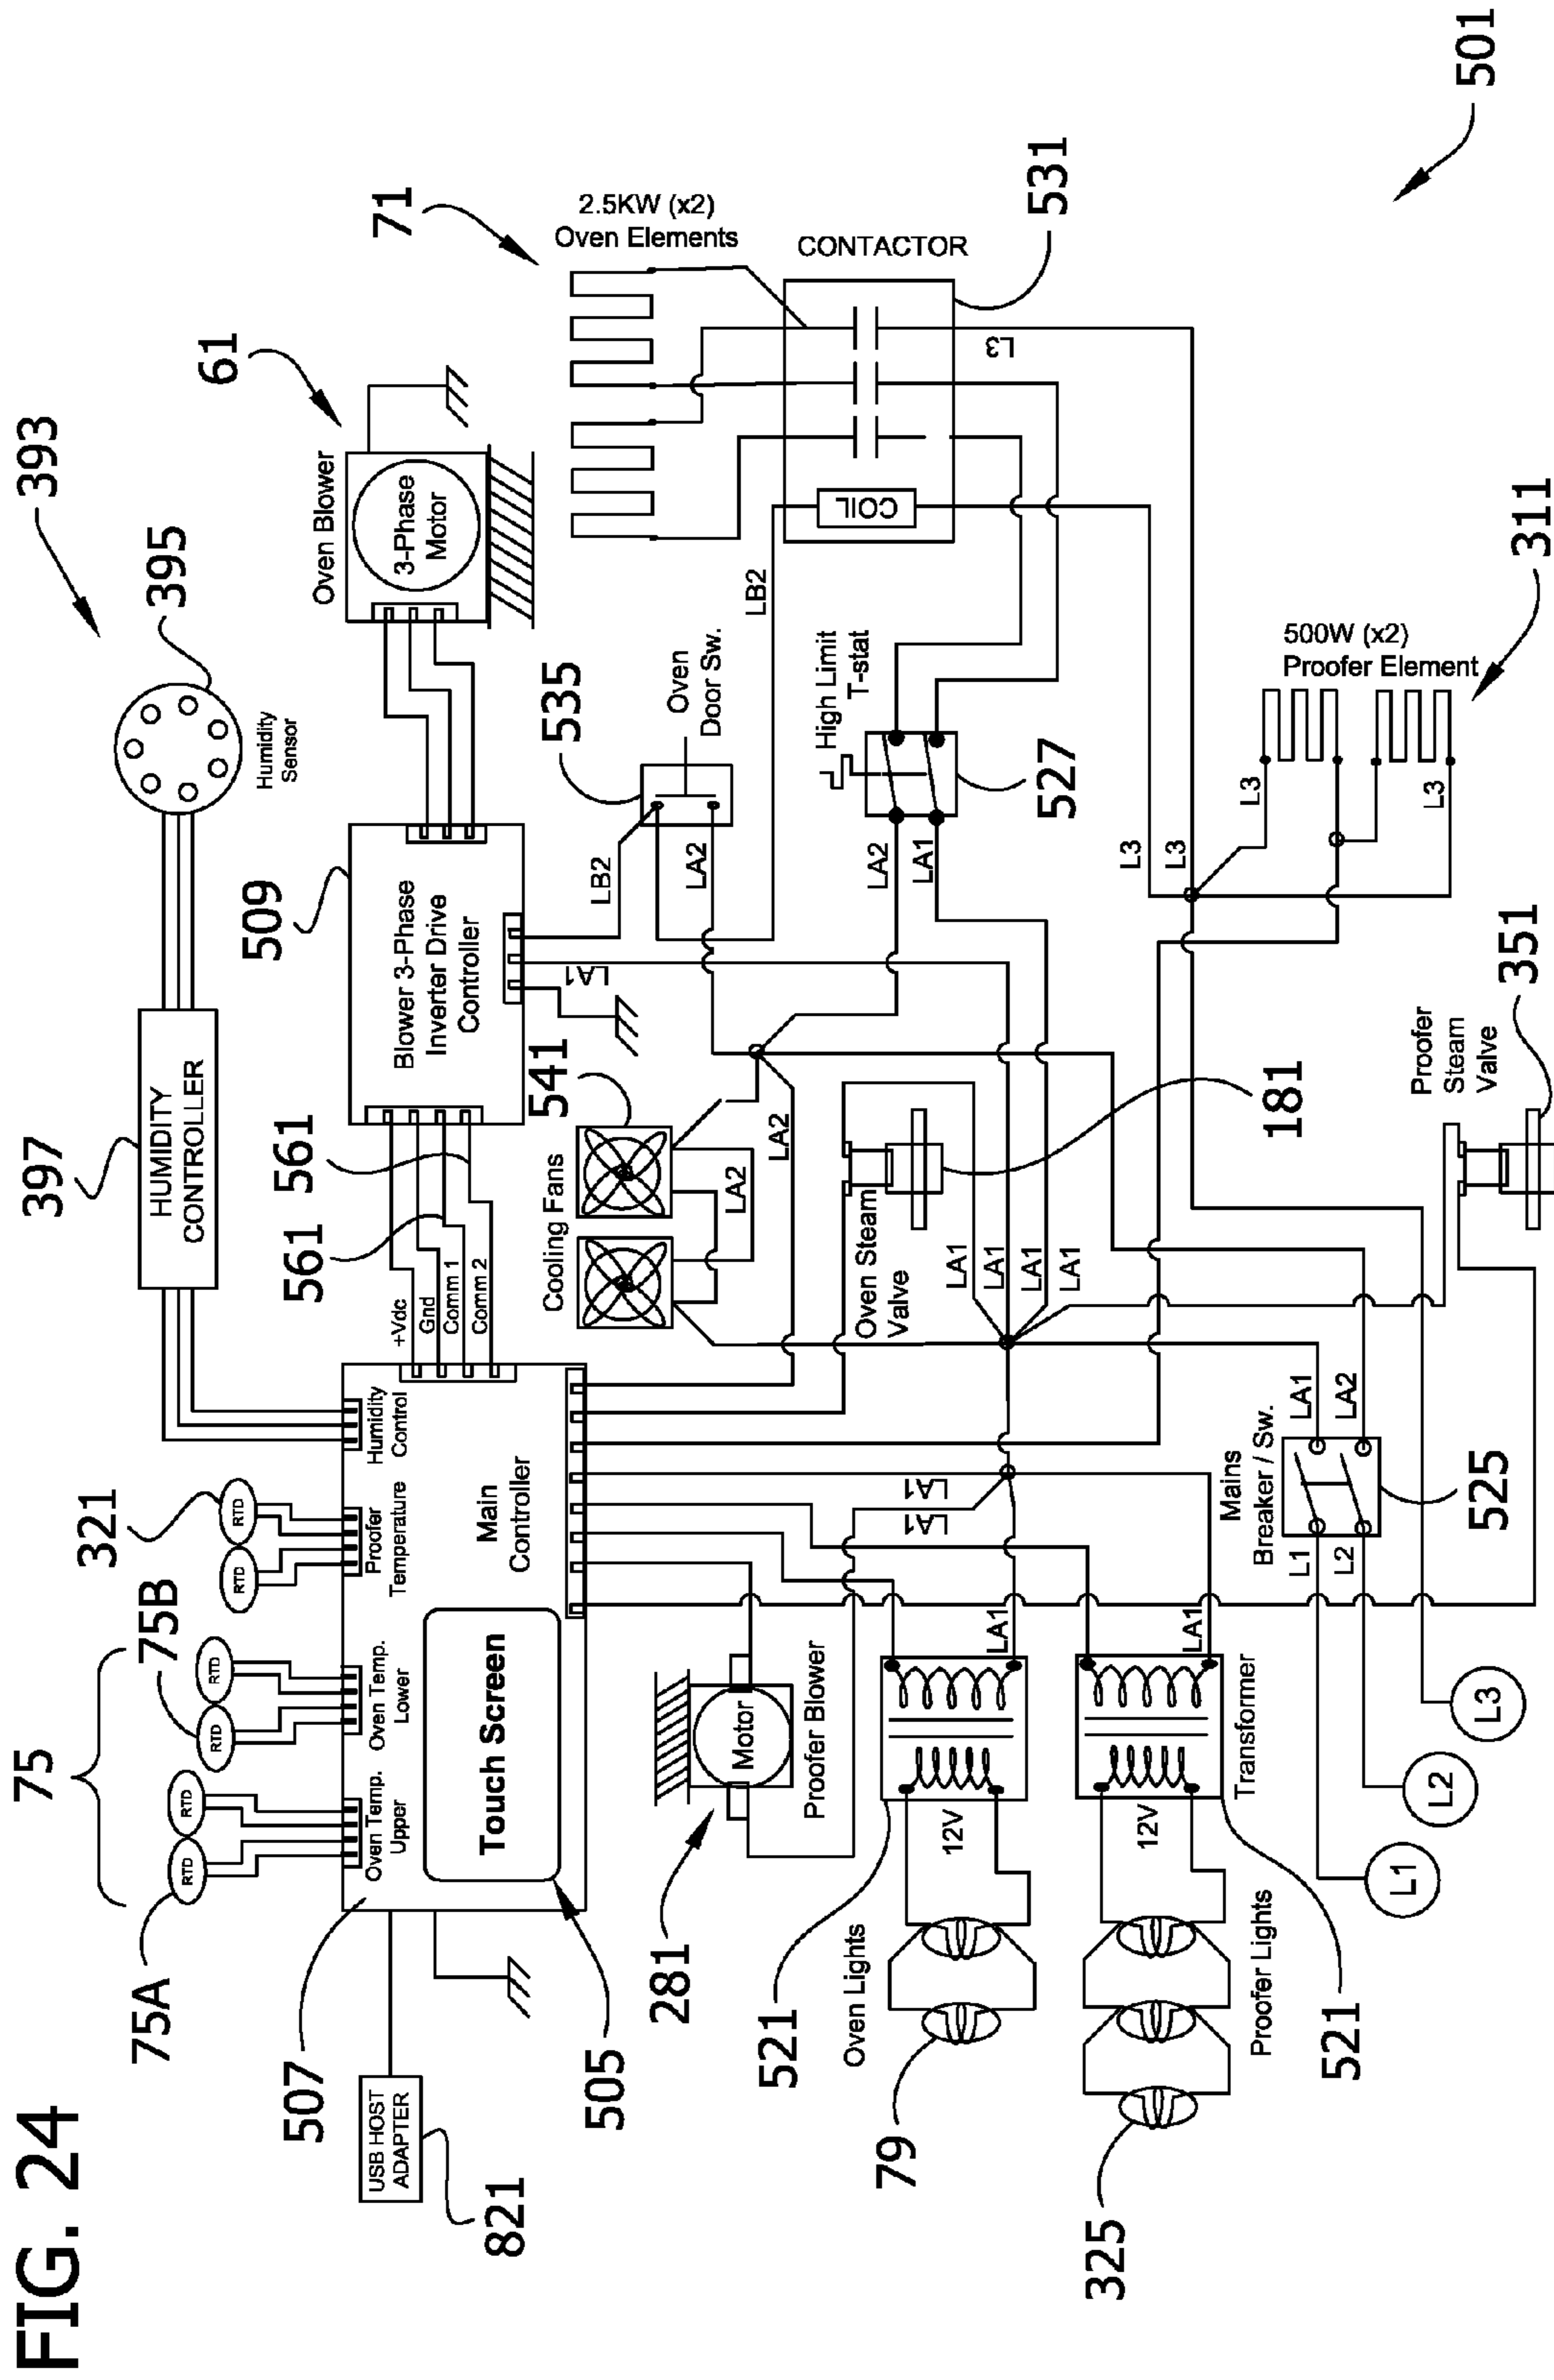 FIG. 24
393
395
Humidity
Sensor
397
HUMIDITY
CONTROLLER
61
Oven Blower
3-Phase
Motor
71
2.5KW (x2)
Oven Elements
CONTACTOR
531
COIL
L3
501
509
Blower 3-Phase
Inverter Drive
Controller
LA1
LB2
535
Oven
Door Sw.
LB2
LA2
High Limit
T-stat
527
LA2
LA1
500W (x2)
Proofer Element
311
L3
L3
L3
L3
561
561
+Vdc
Gnd
Comm 1
Comm 2
541
Cooling Fans
LA2
LA2
181
Oven Steam
Valve
LA1
LA1
LA1
LA1
351
Proofer
Steam
Valve
75
75A
75B
321
RTD
RTD
RTD
RTD
RTD
RTD
Oven Temp.
Upper
Oven Temp.
Lower
Proofer
Temperature
Humidity
Control
507
Touch Screen
Main
Controller
505
USB HOST
ADAPTER
821
281
Motor
Proofer Blower
LA1
LA1
521
Oven Lights
79
12V
LA1
325
Proofer Lights
12V
LA1
Transformer
521
Mains
Breaker / Sw.
525
L1
L2
LA1
LA2
L1
L2
L3